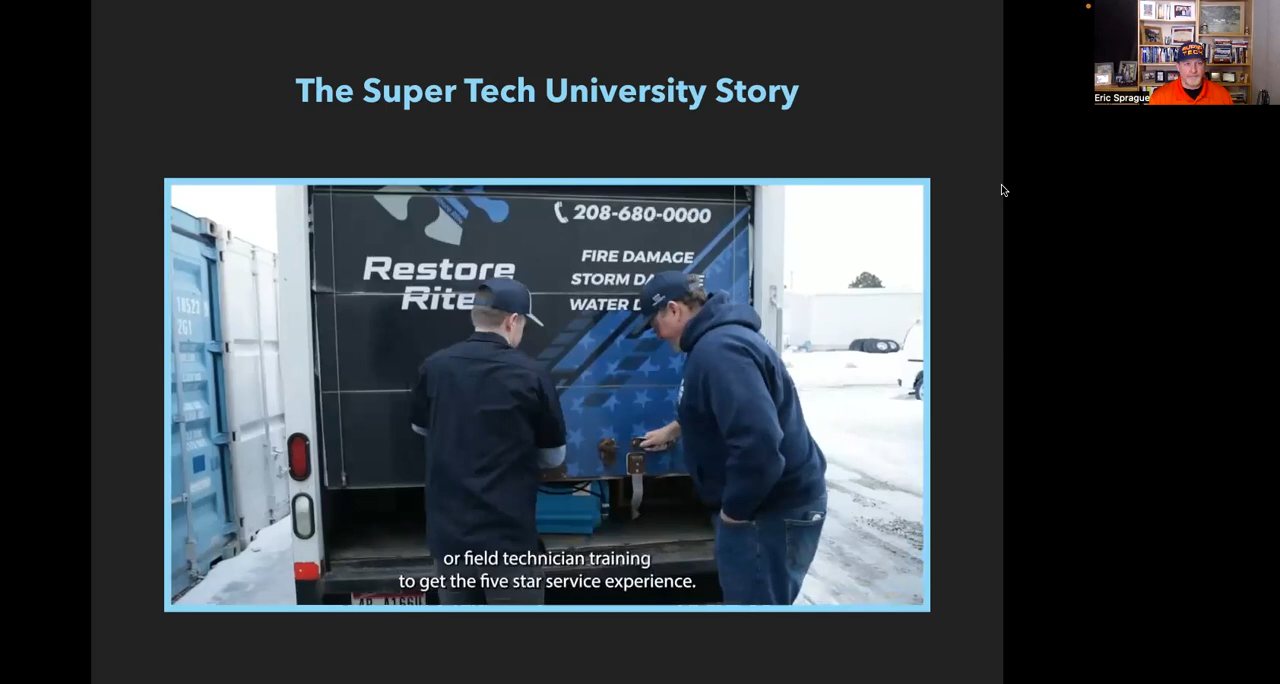 The Super Tech University Story
Eric Sprague
208-680-0000
FIRE DAMAGE
STORM DA
WATER D
Restore
Rite
or field technician training
to get the five star service experience.